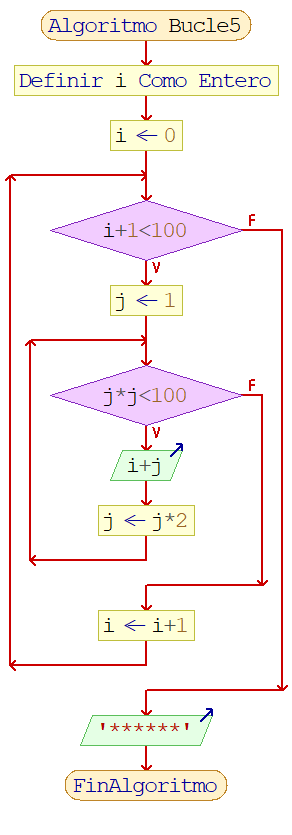 Algoritmo Bucle5
Definir i Como Entero
i ← 0
i+1<100
F
V
j ← 1
j*j<100
F
V
i+j
j ← j*2
i ← i+1
'******'
FinAlgoritmo